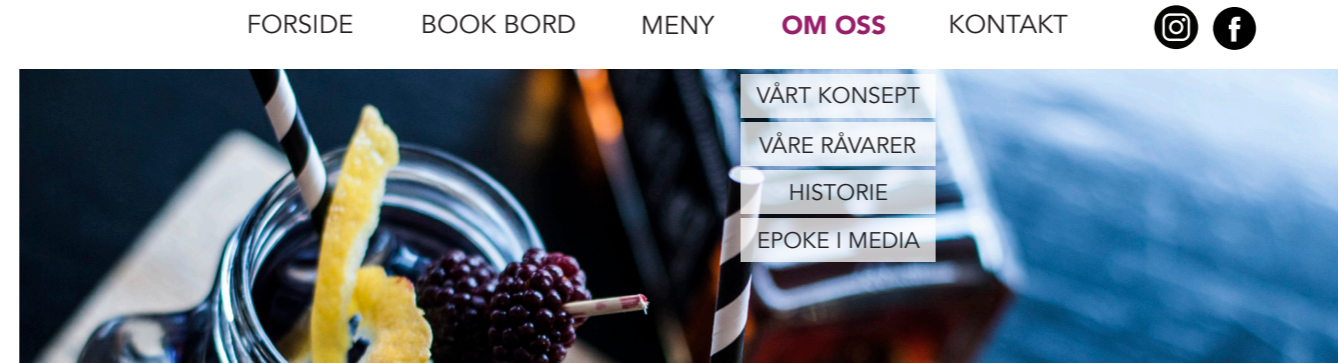 FORSIDE BOOK BORD MENY OM OSS KONTAKT
VÅRT KONSEPT
VÅRE RÅVARER
HISTORIE
EPOKE I MEDIA